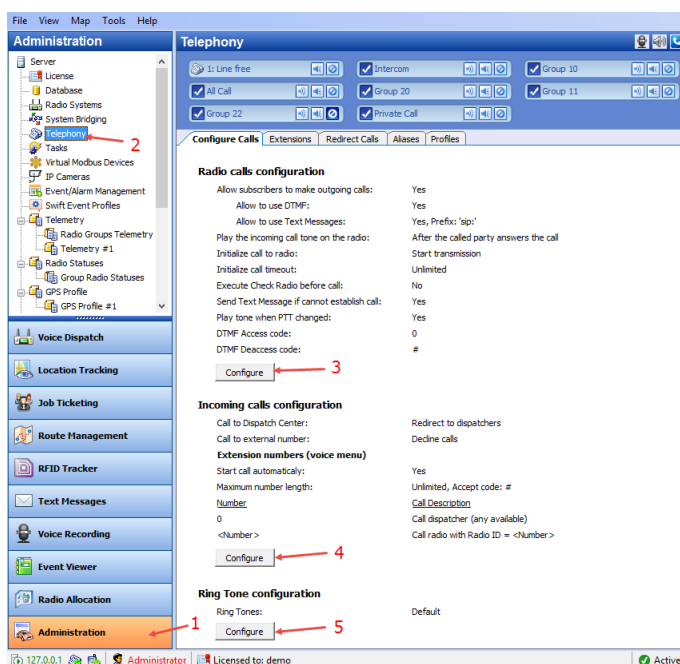 File View Map Tools Help
Administration
Server
License
Database
Radio Systems
System Bridging
Telephony
2
Tasks
Virtual Modbus Devices
IP Cameras
Event/Alarm Management
Swift Event Profiles
Telemetry
Radio Groups Telemetry
Telemetry #1
Radio Statuses
Group Radio Statuses
GPS Profile
GPS Profile #1
Voice Dispatch
Location Tracking
Job Ticketing
Route Management
RFID Tracker
Text Messages
Voice Recording
Event Viewer
Radio Allocation
Administration
1
Telephony
1: Line free Intercom Group 10
All Call Group 20 Group 11
Group 22 Private Call
Configure Calls Extensions Redirect Calls Aliases Profiles
Radio calls configuration
Allow subscribers to make outgoing calls: Yes
Allow to use DTMF: Yes
Allow to use Text Messages: Yes, Prefix: 'sip:'
Play the incoming call tone on the radio: After the called party answers the call
Initialize call to radio: Start transmission
Initialize call timeout: Unlimited
Execute Check Radio before call: No
Send Text Message if cannot establish call: Yes
Play tone when PTT changed: Yes
DTMF Access code: 0
DTMF Deaccess code: #
Configure 3
Incoming calls configuration
Call to Dispatch Center: Redirect to dispatchers
Call to external number: Decline calls
Extension numbers (voice menu)
Start call automaticaly: Yes
Maximum number length: Unlimited, Accept code: #
Number Call Description
0 Call dispatcher (any available)
<Number> Call radio with Radio ID = <Number>
Configure 4
Ring Tone configuration
Ring Tones: Default
Configure 5
127.0.0.1 Administrator Licensed to: demo Active